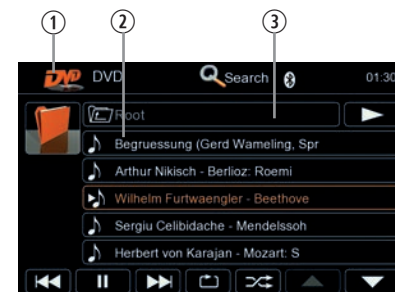 1 2 3
DVD DVD Search 01:30
Root
Begruessung (Gerd Wameling, Spr
Arthur Nikisch - Berlioz: Roemi
Wilhelm Furtwaengler - Beethove
Sergiu Celibidache - Mendelssoh
Herbert von Karajan - Mozart: S